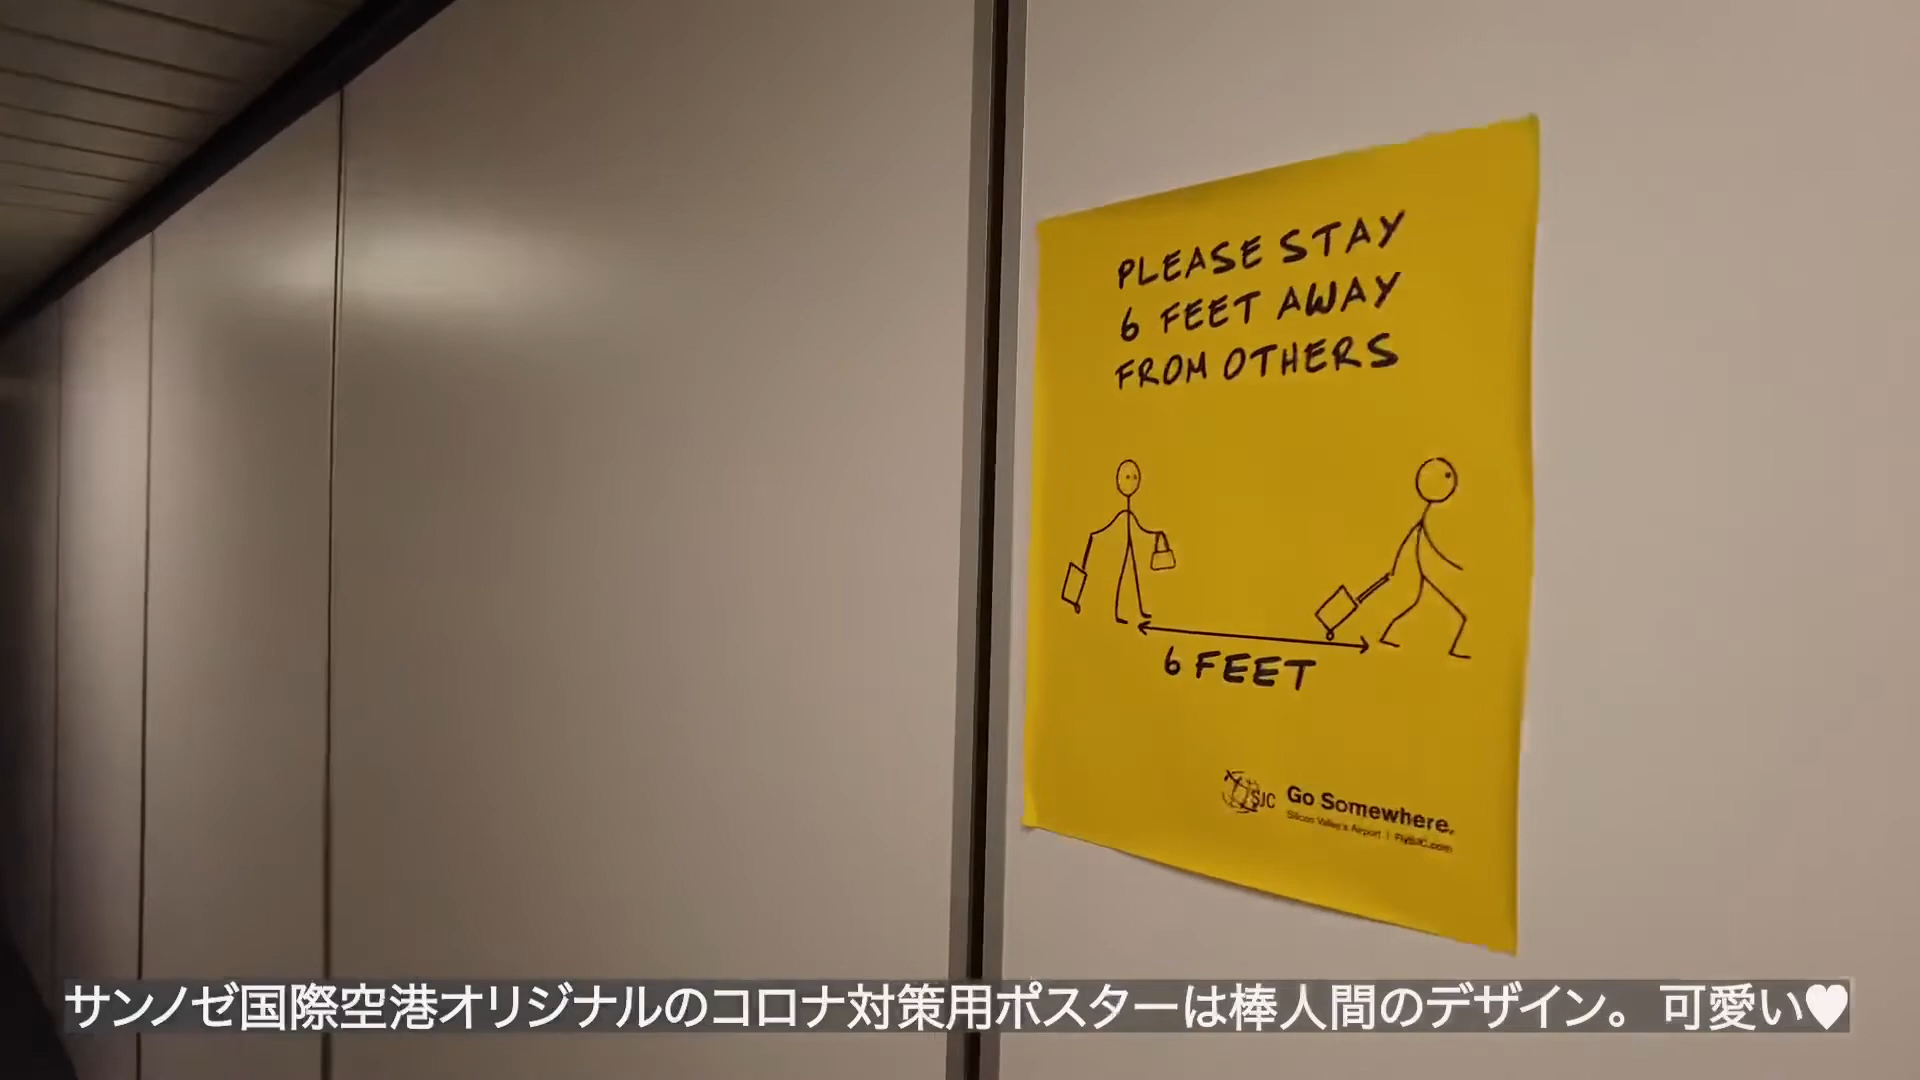 PLEASE STAY
6 FEET AWAY
FROM OTHERS
6 FEET
SJC
Go Somewhere.
Silicon Valley's Airport | FlySJC.com
サンノゼ国際空港オリジナルのコロナ対策用ポスターは棒人間のデザイン。可愛い♥